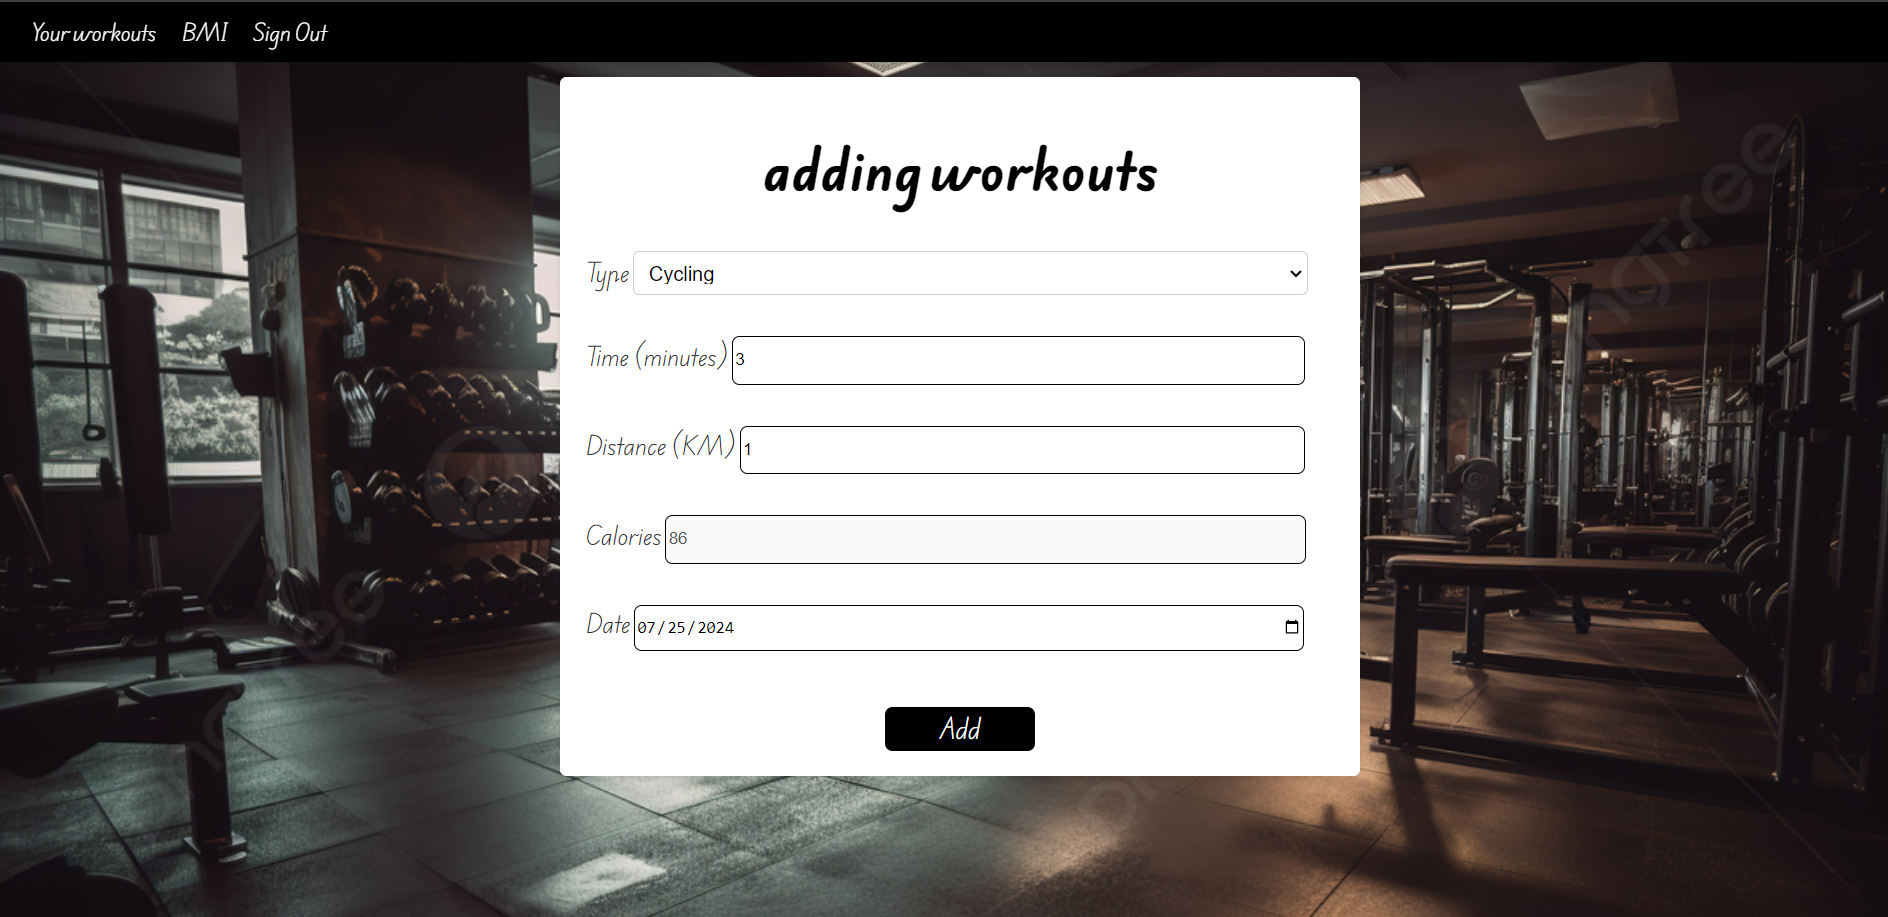 Your workouts BMI Sign Out
adding workouts
Type Cycling
Time (minutes) 3
Distance (KM) 1
Calories 86
Date 07/25/2024
Add